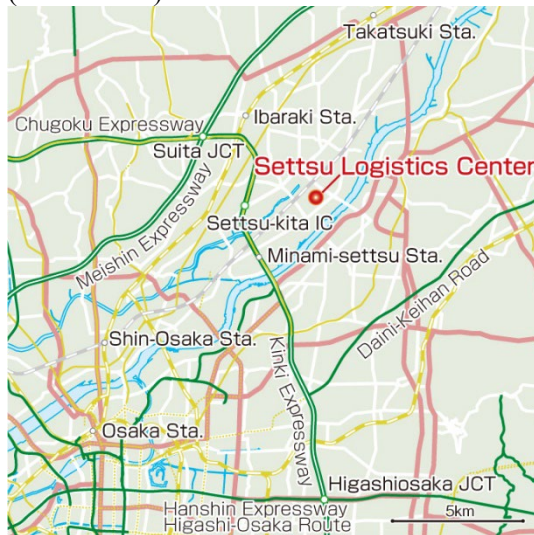 Takatsuki Sta.
Ibaraki Sta.
Chugoku Expressway
Suita JCT
Settsu Logistics Center
Meishin Expressway
Settsu-kita IC
Minami-settsu Sta.
Daini-Keihan Road
Shin-Osaka Sta.
Kinki Expressway
Osaka Sta.
Higashiosaka JCT
Hanshin Expressway
Higashi-Osaka Route
5km